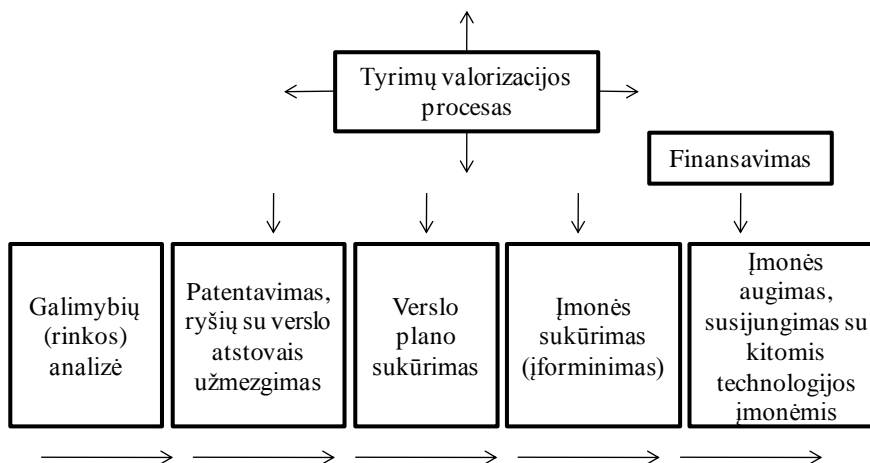 Tyrimų valorizacijos
procesas
Finansavimas
Galimybių
(rinkos)
analizė
Patentavimas,
ryšių su verslo
atstovais
užmezgimas
Verslo
plano
sukūrimas
Įmonės
sukūrimas
(įforminimas)
Įmonės
augimas,
susijungimas su
kitomis
technologijos
įmonėmis